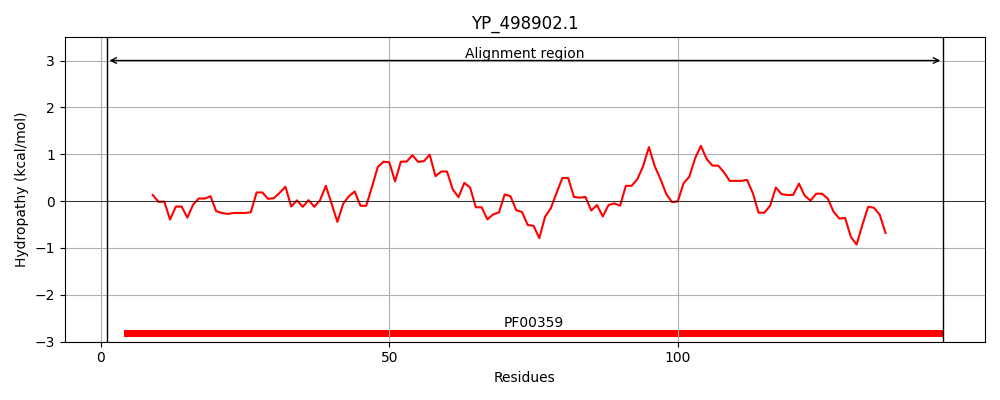 YP_498902.1
Alignment region
3
2
1
0
−1
−2
−3
Hydropathy (kcal/mol)
PF00359
0
50
100
Residues